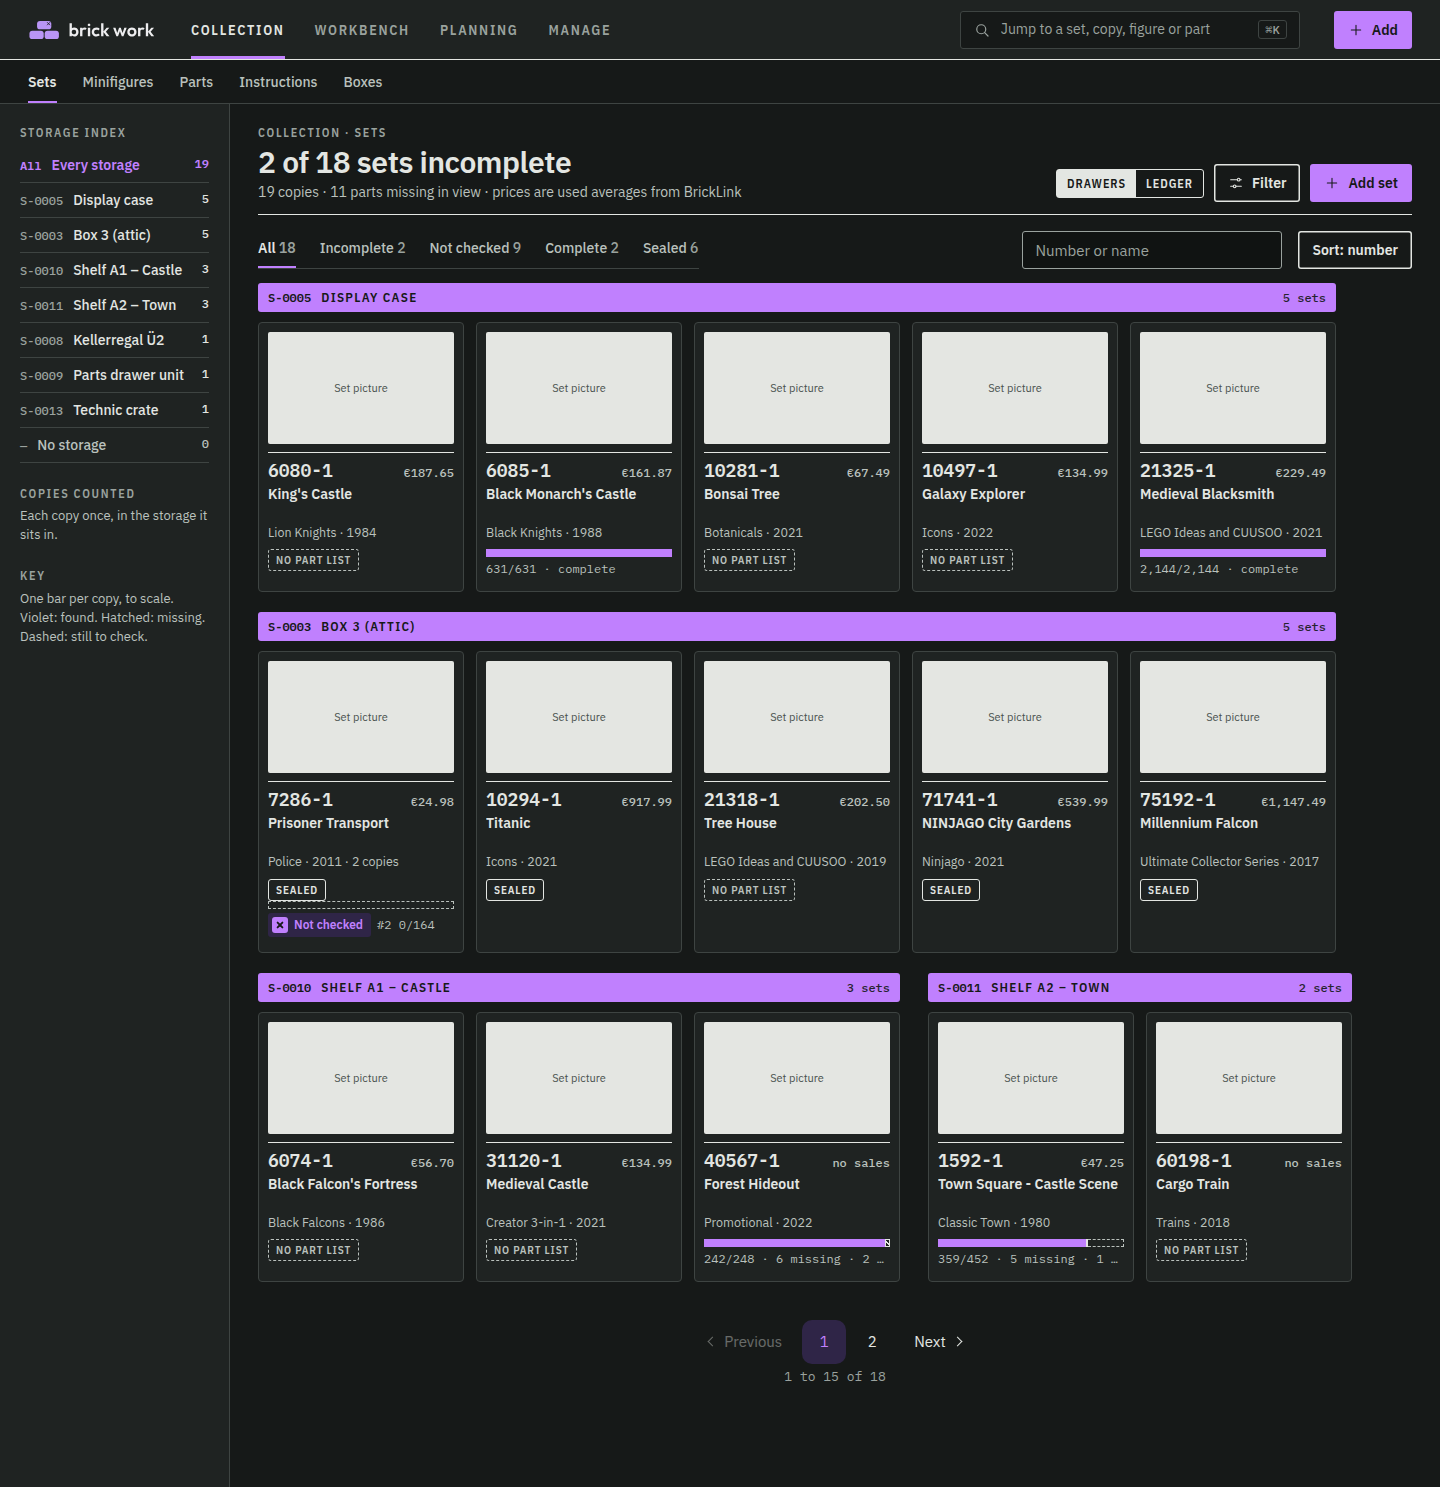 brick work
COLLECTION
WORKBENCH
PLANNING
MANAGE
Jump to a set, copy, figure or part
⌘K
Add
Sets
Minifigures
Parts
Instructions
Boxes
STORAGE INDEX
All Every storage 19
S-0005 Display case 5
S-0003 Box 3 (attic) 5
S-0010 Shelf A1 – Castle 3
S-0011 Shelf A2 – Town 3
S-0008 Kellerregal Ü2 1
S-0009 Parts drawer unit 1
S-0013 Technic crate 1
— No storage 0
COPIES COUNTED
Each copy once, in the storage it
sits in.
KEY
One bar per copy, to scale.
Violet: found. Hatched: missing.
Dashed: still to check.
COLLECTION · SETS
2 of 18 sets incomplete
19 copies · 11 parts missing in view · prices are used averages from BrickLink
DRAWERS
LEDGER
Filter
Add set
All 18
Incomplete 2
Not checked 9
Complete 2
Sealed 6
Number or name
Sort: number
S-0005 DISPLAY CASE 5 sets
Set picture
6080-1 €187.65
King's Castle
Lion Knights · 1984
NO PART LIST
Set picture
6085-1 €161.87
Black Monarch's Castle
Black Knights · 1988
631/631 · complete
Set picture
10281-1 €67.49
Bonsai Tree
Botanicals · 2021
NO PART LIST
Set picture
10497-1 €134.99
Galaxy Explorer
Icons · 2022
NO PART LIST
Set picture
21325-1 €229.49
Medieval Blacksmith
LEGO Ideas and CUUSOO · 2021
2,144/2,144 · complete
S-0003 BOX 3 (ATTIC) 5 sets
Set picture
7286-1 €24.98
Prisoner Transport
Police · 2011 · 2 copies
SEALED
Not checked #2 0/164
Set picture
10294-1 €917.99
Titanic
Icons · 2021
SEALED
Set picture
21318-1 €202.50
Tree House
LEGO Ideas and CUUSOO · 2019
NO PART LIST
Set picture
71741-1 €539.99
NINJAGO City Gardens
Ninjago · 2021
SEALED
Set picture
75192-1 €1,147.49
Millennium Falcon
Ultimate Collector Series · 2017
SEALED
S-0010 SHELF A1 – CASTLE 3 sets
Set picture
6074-1 €56.70
Black Falcon's Fortress
Black Falcons · 1986
NO PART LIST
Set picture
31120-1 €134.99
Medieval Castle
Creator 3-in-1 · 2021
NO PART LIST
Set picture
40567-1 no sales
Forest Hideout
Promotional · 2022
242/248 · 6 missing · 2 …
S-0011 SHELF A2 – TOWN 2 sets
Set picture
1592-1 €47.25
Town Square - Castle Scene
Classic Town · 1980
359/452 · 5 missing · 1 …
Set picture
60198-1 no sales
Cargo Train
Trains · 2018
NO PART LIST
Previous
1
2
Next
1 to 15 of 18